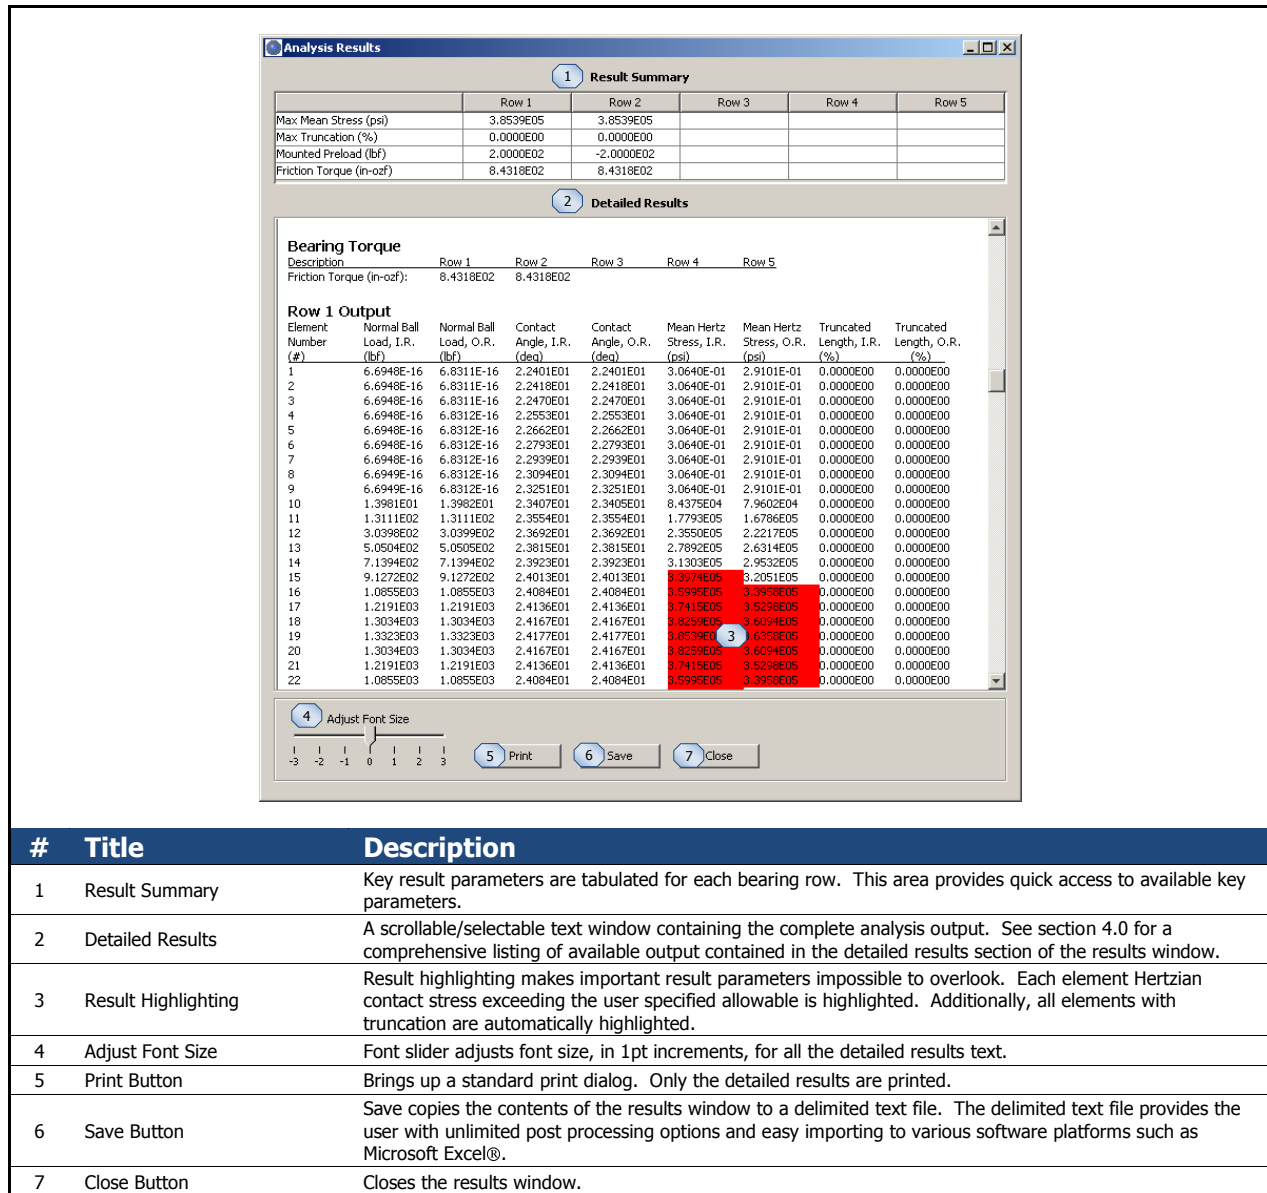 Analysis Results
1 Result Summary
Row 1 Row 2 Row 3 Row 4 Row 5
Max Mean Stress (psi) 3.8539E05 3.8539E05
Max Truncation (%) 0.0000E00 0.0000E00
Mounted Preload (lbf) 2.0000E02 -2.0000E02
Friction Torque (in-ozf) 8.4318E02 8.4318E02
2 Detailed Results
Bearing Torque
Description Row 1 Row 2 Row 3 Row 4 Row 5
Friction Torque (in-ozf): 8.4318E02 8.4318E02
Row 1 Output
Element Normal Ball Normal Ball Contact Contact Mean Hertz Mean Hertz Truncated Truncated
Number Load, I.R. Load, O.R. Angle, I.R. Angle, O.R. Stress, I.R. Stress, O.R. Length, I.R. Length, O.R.
(#) (lbf) (lbf) (deg) (deg) (psi) (psi) (%) (%)
1 6.6948E-16 6.8311E-16 2.2401E01 2.2401E01 3.0640E-01 2.9101E-01 0.0000E00 0.0000E00
2 6.6948E-16 6.8311E-16 2.2418E01 2.2418E01 3.0640E-01 2.9101E-01 0.0000E00 0.0000E00
3 6.6948E-16 6.8311E-16 2.2470E01 2.2470E01 3.0640E-01 2.9101E-01 0.0000E00 0.0000E00
4 6.6948E-16 6.8312E-16 2.2553E01 2.2553E01 3.0640E-01 2.9101E-01 0.0000E00 0.0000E00
5 6.6948E-16 6.8312E-16 2.2662E01 2.2662E01 3.0640E-01 2.9101E-01 0.0000E00 0.0000E00
6 6.6948E-16 6.8312E-16 2.2793E01 2.2793E01 3.0640E-01 2.9101E-01 0.0000E00 0.0000E00
7 6.6948E-16 6.8312E-16 2.2939E01 2.2939E01 3.0640E-01 2.9101E-01 0.0000E00 0.0000E00
8 6.6949E-16 6.8312E-16 2.3094E01 2.3094E01 3.0640E-01 2.9101E-01 0.0000E00 0.0000E00
9 6.6949E-16 6.8312E-16 2.3251E01 2.3251E01 3.0640E-01 2.9101E-01 0.0000E00 0.0000E00
10 1.3981E01 1.3982E01 2.3407E01 2.3405E01 8.4375E04 7.9602E04 0.0000E00 0.0000E00
11 1.3111E02 1.3111E02 2.3554E01 2.3554E01 1.7793E05 1.6786E05 0.0000E00 0.0000E00
12 3.0398E02 3.0399E02 2.3692E01 2.3692E01 2.3550E05 2.2217E05 0.0000E00 0.0000E00
13 5.0504E02 5.0505E02 2.3815E01 2.3815E01 2.7892E05 2.6314E05 0.0000E00 0.0000E00
14 7.1394E02 7.1394E02 2.3923E01 2.3923E01 3.1303E05 2.9532E05 0.0000E00 0.0000E00
15 9.1272E02 9.1272E02 2.4013E01 2.4013E01 3.3974E05 3.2051E05 0.0000E00 0.0000E00
16 1.0855E03 1.0855E03 2.4084E01 2.4084E01 3.5995E05 3.3958E05 0.0000E00 0.0000E00
17 1.2191E03 1.2191E03 2.4136E01 2.4136E01 3.7415E05 3.5298E05 0.0000E00 0.0000E00
18 1.3034E03 1.3034E03 2.4167E01 2.4167E01 3.8259E05 3.6094E05 0.0000E00 0.0000E00
19 1.3323E03 1.3323E03 2.4177E01 2.4177E01 3 0.0000E00 0.0000E00
20 1.3034E03 1.3034E03 2.4167E01 2.4167E01 3.8259E05 3.6094E05 0.0000E00 0.0000E00
21 1.2191E03 1.2191E03 2.4136E01 2.4136E01 3.7415E05 3.5298E05 0.0000E00 0.0000E00
22 1.0855E03 1.0855E03 2.4084E01 2.4084E01 3.5995E05 3.3958E05 0.0000E00 0.0000E00
4 Adjust Font Size
-3 -2 -1 0 1 2 3
5 Print 6 Save 7 Close
# Title Description
1 Result Summary Key result parameters are tabulated for each bearing row. This area provides quick access to available key
parameters.
2 Detailed Results A scrollable/selectable text window containing the complete analysis output. See section 4.0 for a
comprehensive listing of available output contained in the detailed results section of the results window.
3 Result Highlighting Result highlighting makes important result parameters impossible to overlook. Each element Hertzian
contact stress exceeding the user specified allowable is highlighted. Additionally, all elements with
truncation are automatically highlighted.
4 Adjust Font Size Font slider adjusts font size, in 1pt increments, for all the detailed results text.
5 Print Button Brings up a standard print dialog. Only the detailed results are printed.
6 Save Button Save copies the contents of the results window to a delimited text file. The delimited text file provides the
user with unlimited post processing options and easy importing to various software platforms such as
Microsoft Excel®.
7 Close Button Closes the results window.